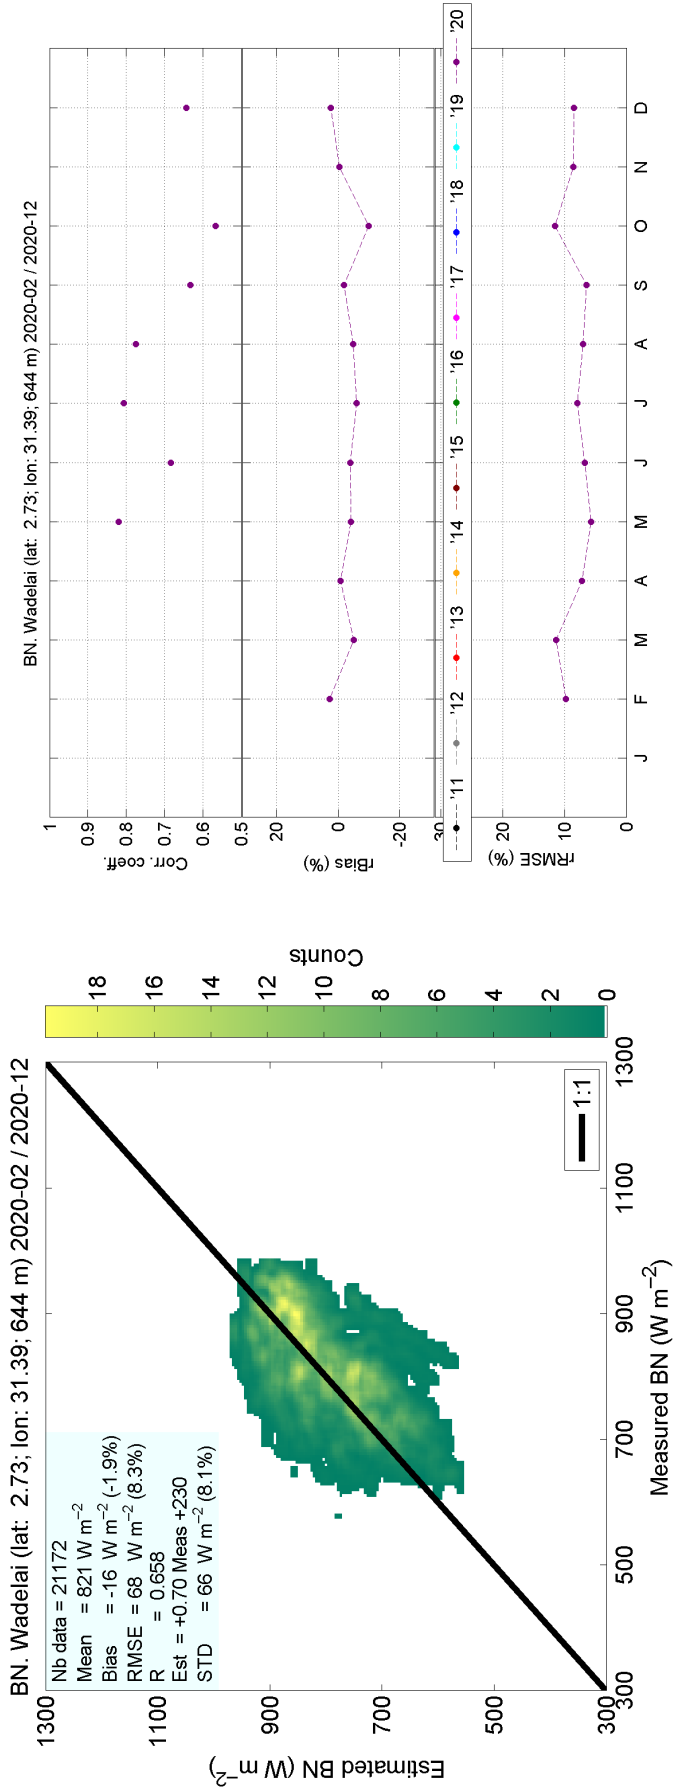 BN. Wadelai (lat:  2.73; lon: 31.39; 644 m) 2020-02 / 2020-12
Nb data = 21172
Mean = 821 W m−2
Bias = -16 W m−2 (-1.9%)
RMSE = 68 W m−2 (8.3%)
R = 0.658
Est = +0.70 Meas +230
STD = 66 W m−2 (8.1%)
1300
1100
900
700
500
300
Estimated BN (W m−2)
300 500 700 900 1100 1300
Measured BN (W m−2)
1:1
18
16
14
12
10
8
6
4
2
0
Counts
BN. Wadelai (lat:  2.73; lon: 31.39; 644 m) 2020-02 / 2020-12
1
0.9
0.8
0.7
0.6
0.5
Corr. coeff.
20
0
-20
rBias (%)
'11 '12 '13 '14 '15 '16 '17 '18 '19 '20
30
20
10
0
rRMSE (%)
J F M A M J J A S O N D